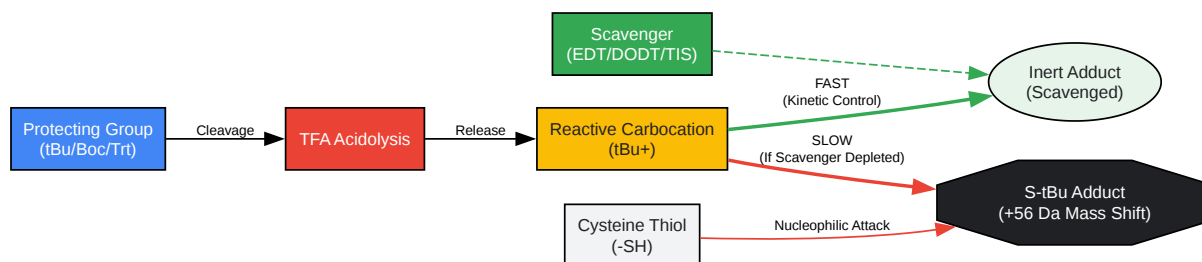 Scavenger
(EDT/DODT/TIS)
Inert Adduct
(Scavenged)
FAST
(Kinetic Control)
Protecting Group
(tBu/Boc/Trt)
Cleavage
TFA Acidolysis
Release
Reactive Carbocation
(tBu+)
SLOW
(If Scavenger Depleted)
S-tBu Adduct
(+56 Da Mass Shift)
Cysteine Thiol
(-SH)
Nucleophilic Attack